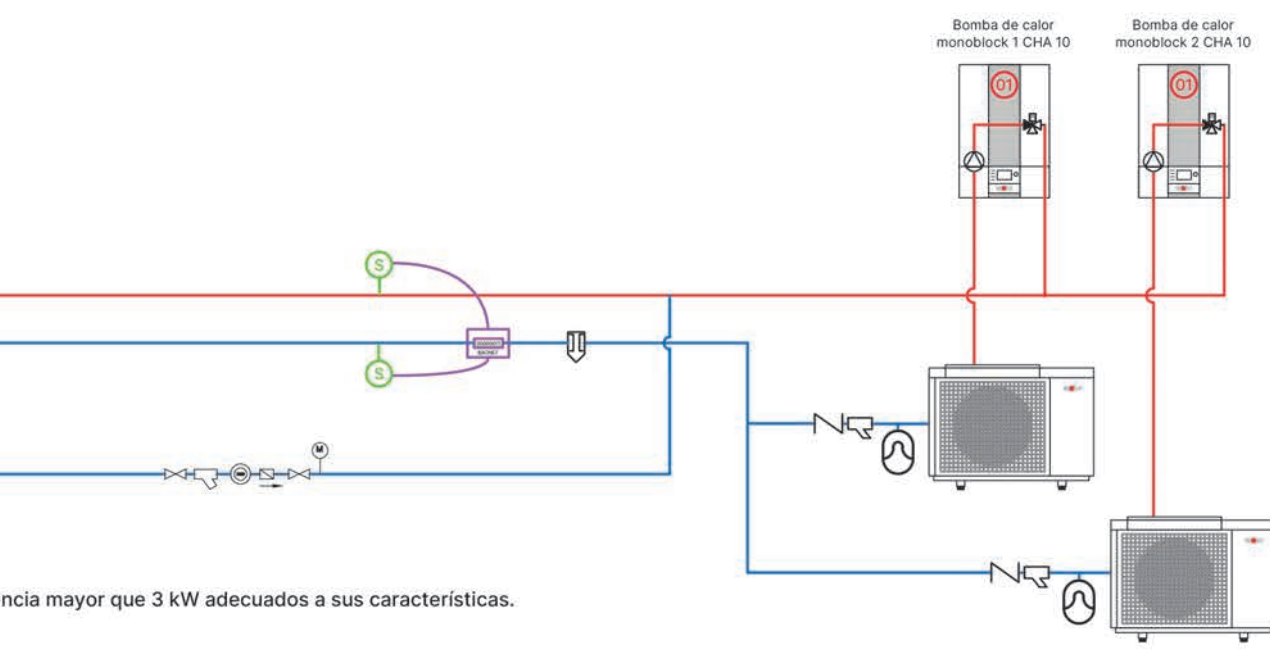 Bomba de calor
monoblock 1 CHA 10
Bomba de calor
monoblock 2 CHA 10
01
01
S
S
BACNET
M
ncia mayor que 3 kW adecuados a sus características.